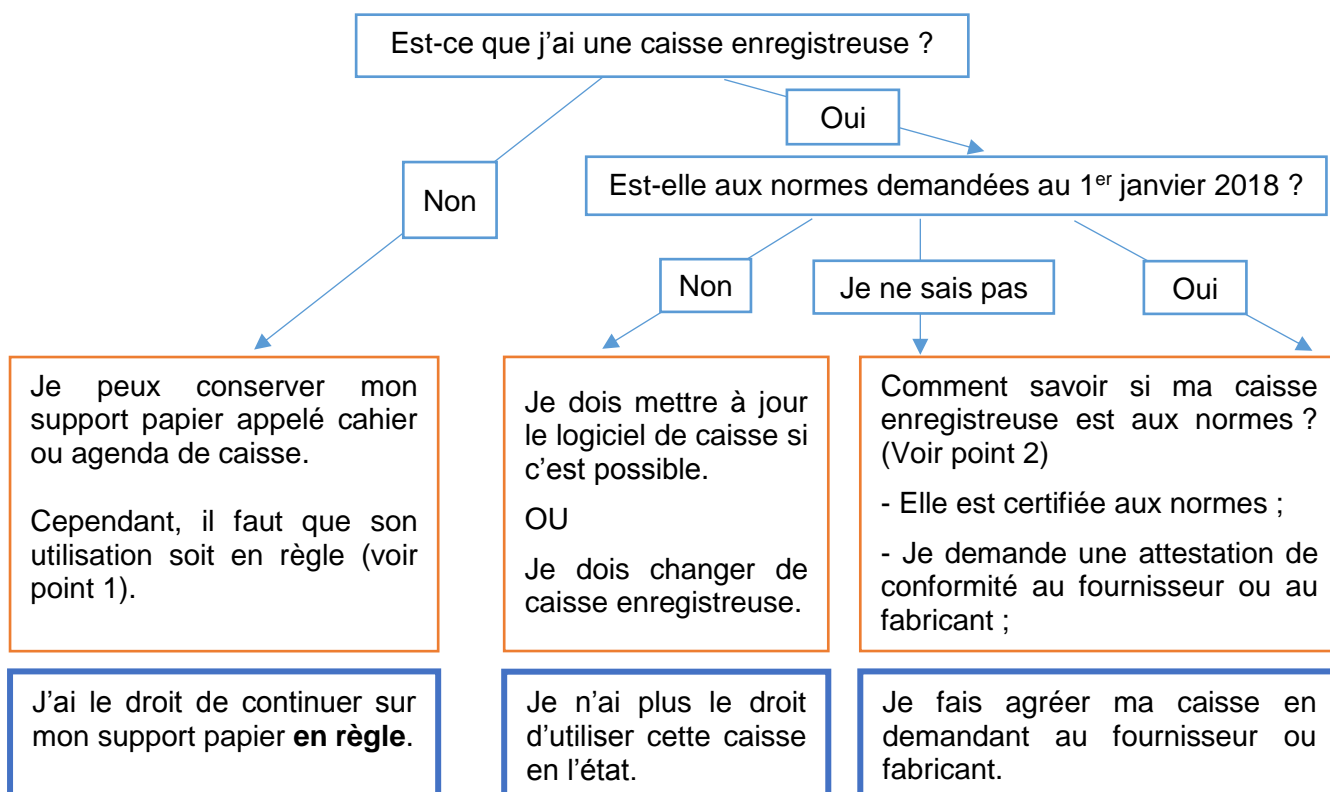 Est-ce que j’ai une caisse enregistreuse ?
Oui
Non
Est-elle aux normes demandées au 1er janvier 2018 ?
Non
Je ne sais pas
Oui
Je peux conserver mon
support papier appelé cahier
ou agenda de caisse.
Cependant, il faut que son
utilisation soit en règle (voir
point 1).
Je dois mettre à jour
le logiciel de caisse si
c’est possible.
OU
Je dois changer de
caisse enregistreuse.
Comment savoir si ma caisse
enregistreuse est aux normes ?
(Voir point 2)
- Elle est certifiée aux normes ;
- Je demande une attestation de
conformité au fournisseur ou au
fabricant ;
J’ai le droit de continuer sur
mon support papier en règle.
Je n’ai plus le droit
d’utiliser cette caisse
en l’état.
Je fais agréer ma caisse en
demandant au fournisseur ou
fabricant.